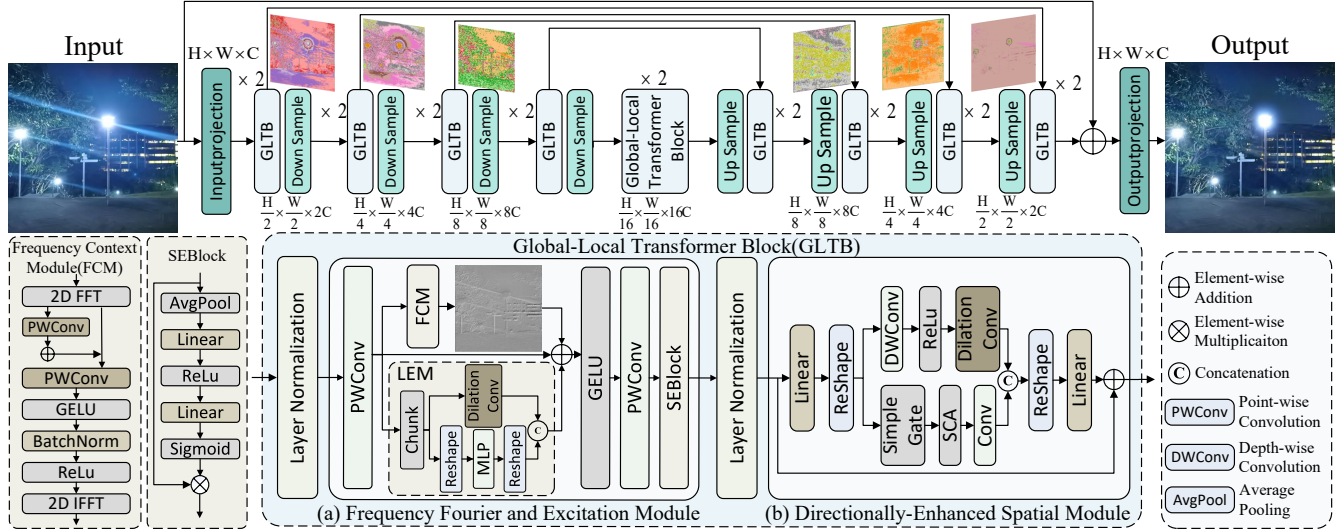 Input
H×W×C
× 2
Inputprojection
GLTB
Down Sample
× 2
GLTB
Down Sample
× 2
GLTB
Down Sample
× 2
GLTB
Down Sample
× 2
Global-Local
Transformer
Block
Up Sample
GLTB
× 2
Up Sample
GLTB
× 2
Up Sample
GLTB
× 2
Up Sample
GLTB
× 2
H×W×C
Outputprojection
Output
H/2 × W/2 × 2C
H/4 × W/4 × 4C
H/8 × W/8 × 8C
H/16 × W/16 × 16C
H/8 × W/8 × 8C
H/4 × W/4 × 4C
H/2 × W/2 × 2C
Frequency Context
Module(FCM)
2D FFT
PWConv
PWConv
GELU
BatchNorm
ReLu
2D IFFT
SEBlock
AvgPool
Linear
ReLu
Linear
Sigmoid
Global-Local Transformer Block(GLTB)
Layer Normalization
PWConv
FCM
LEM
Chunk
Dilation
Conv
Reshape
MLP
Reshape
C
GELU
PWConv
SEBlock
(a) Frequency Fourier and Excitation Module
Layer Normalization
Linear
ReShape
DWConv
ReLu
Dilation
Conv
Simple
Gate
SCA
Conv
C
ReShape
Linear
(b) Directionally-Enhanced Spatial Module
Element-wise
Addition
Element-wise
Multiplicaiton
C
Concatenation
PWConv
Point-wise
Convolution
DWConv
Depth-wise
Convolution
AvgPool
Average
Pooling